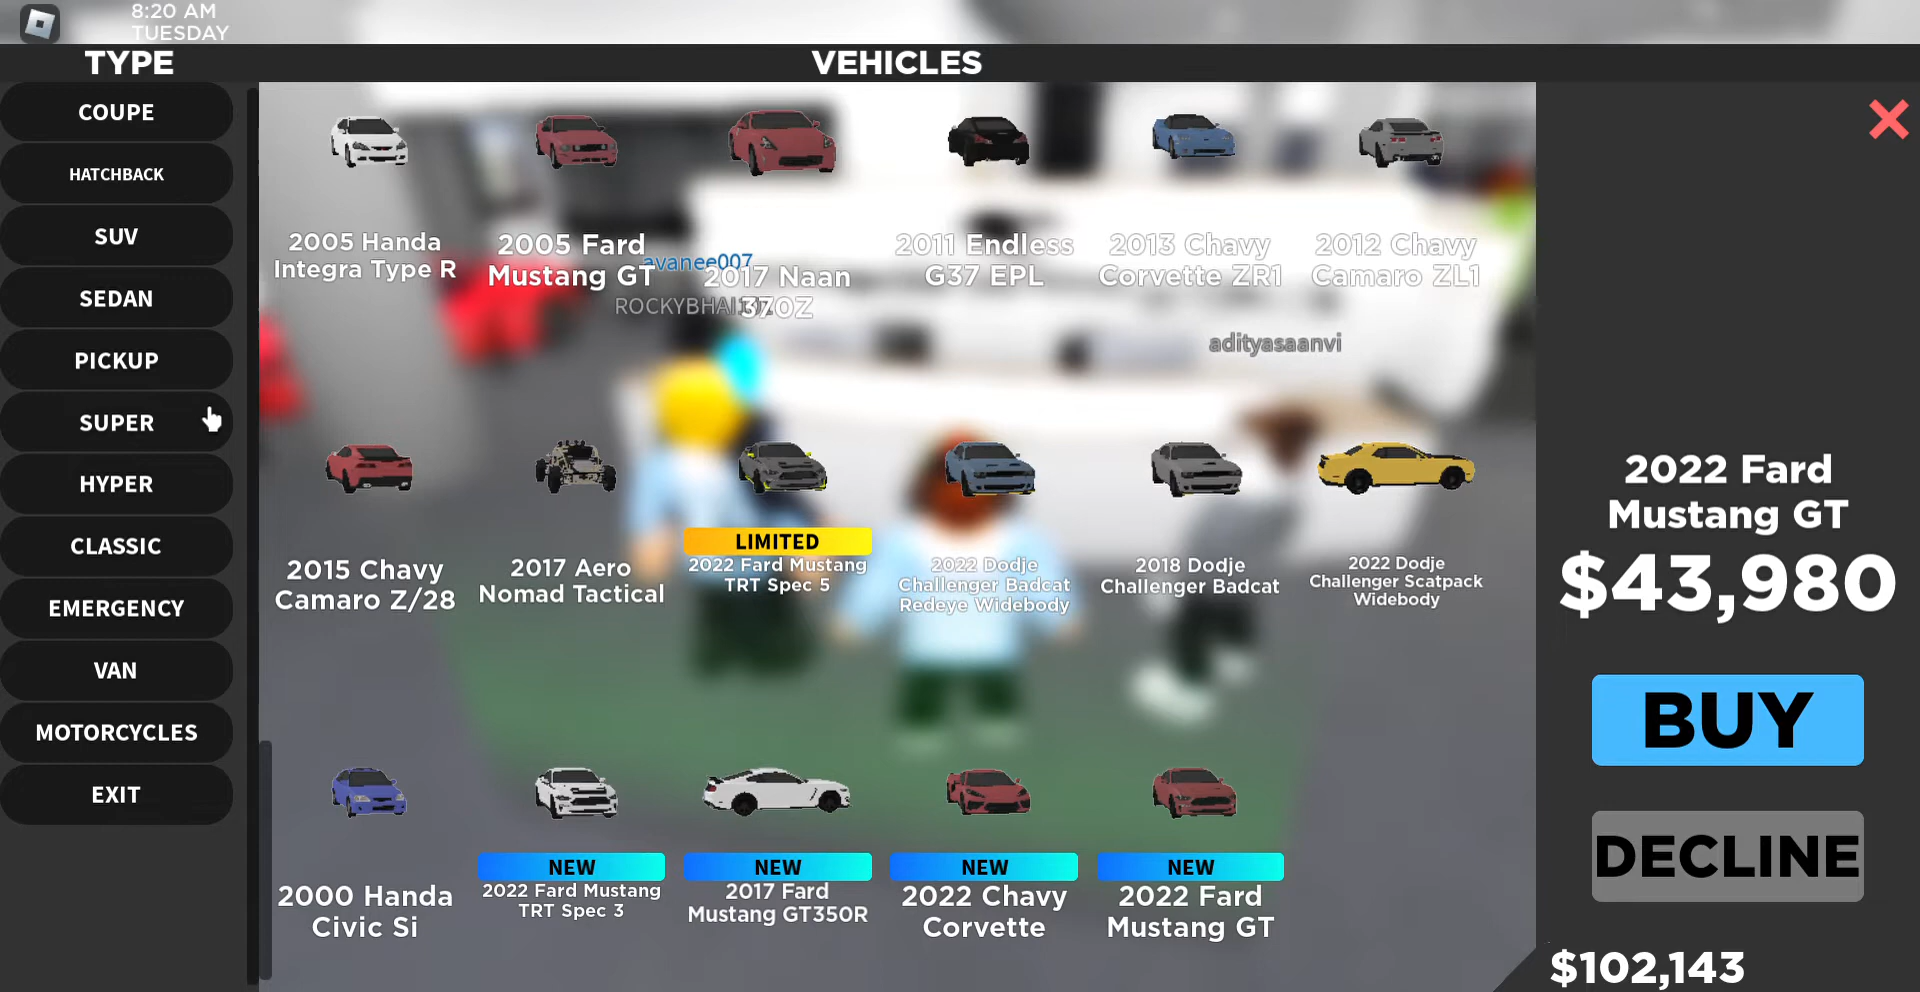 8:20 AM
TUESDAY
TYPE
VEHICLES
COUPE
HATCHBACK
SUV
SEDAN
PICKUP
SUPER
HYPER
CLASSIC
EMERGENCY
VAN
MOTORCYCLES
EXIT
2005 Handa
Integra Type R
2005 Fard
Mustang GT
avanee007
2017 Naan
370Z
2011 Endless
G37 EPL
2013 Chavy
Corvette ZR1
2012 Chavy
Camaro ZL1
adityasaanvi
2015 Chavy
Camaro Z/28
2017 Aero
Nomad Tactical
LIMITED
2022 Fard Mustang
TRT Spec 5
2022 Dodje
Challenger Badcat
Redeye Widebody
2018 Dodje
Challenger Badcat
2022 Dodje
Challenger Scatpack
Widebody
2000 Handa
Civic Si
NEW
2022 Fard Mustang
TRT Spec 3
NEW
2017 Fard
Mustang GT350R
NEW
2022 Chavy
Corvette
NEW
2022 Fard
Mustang GT
2022 Fard
Mustang GT
$43,980
BUY
DECLINE
$102,143